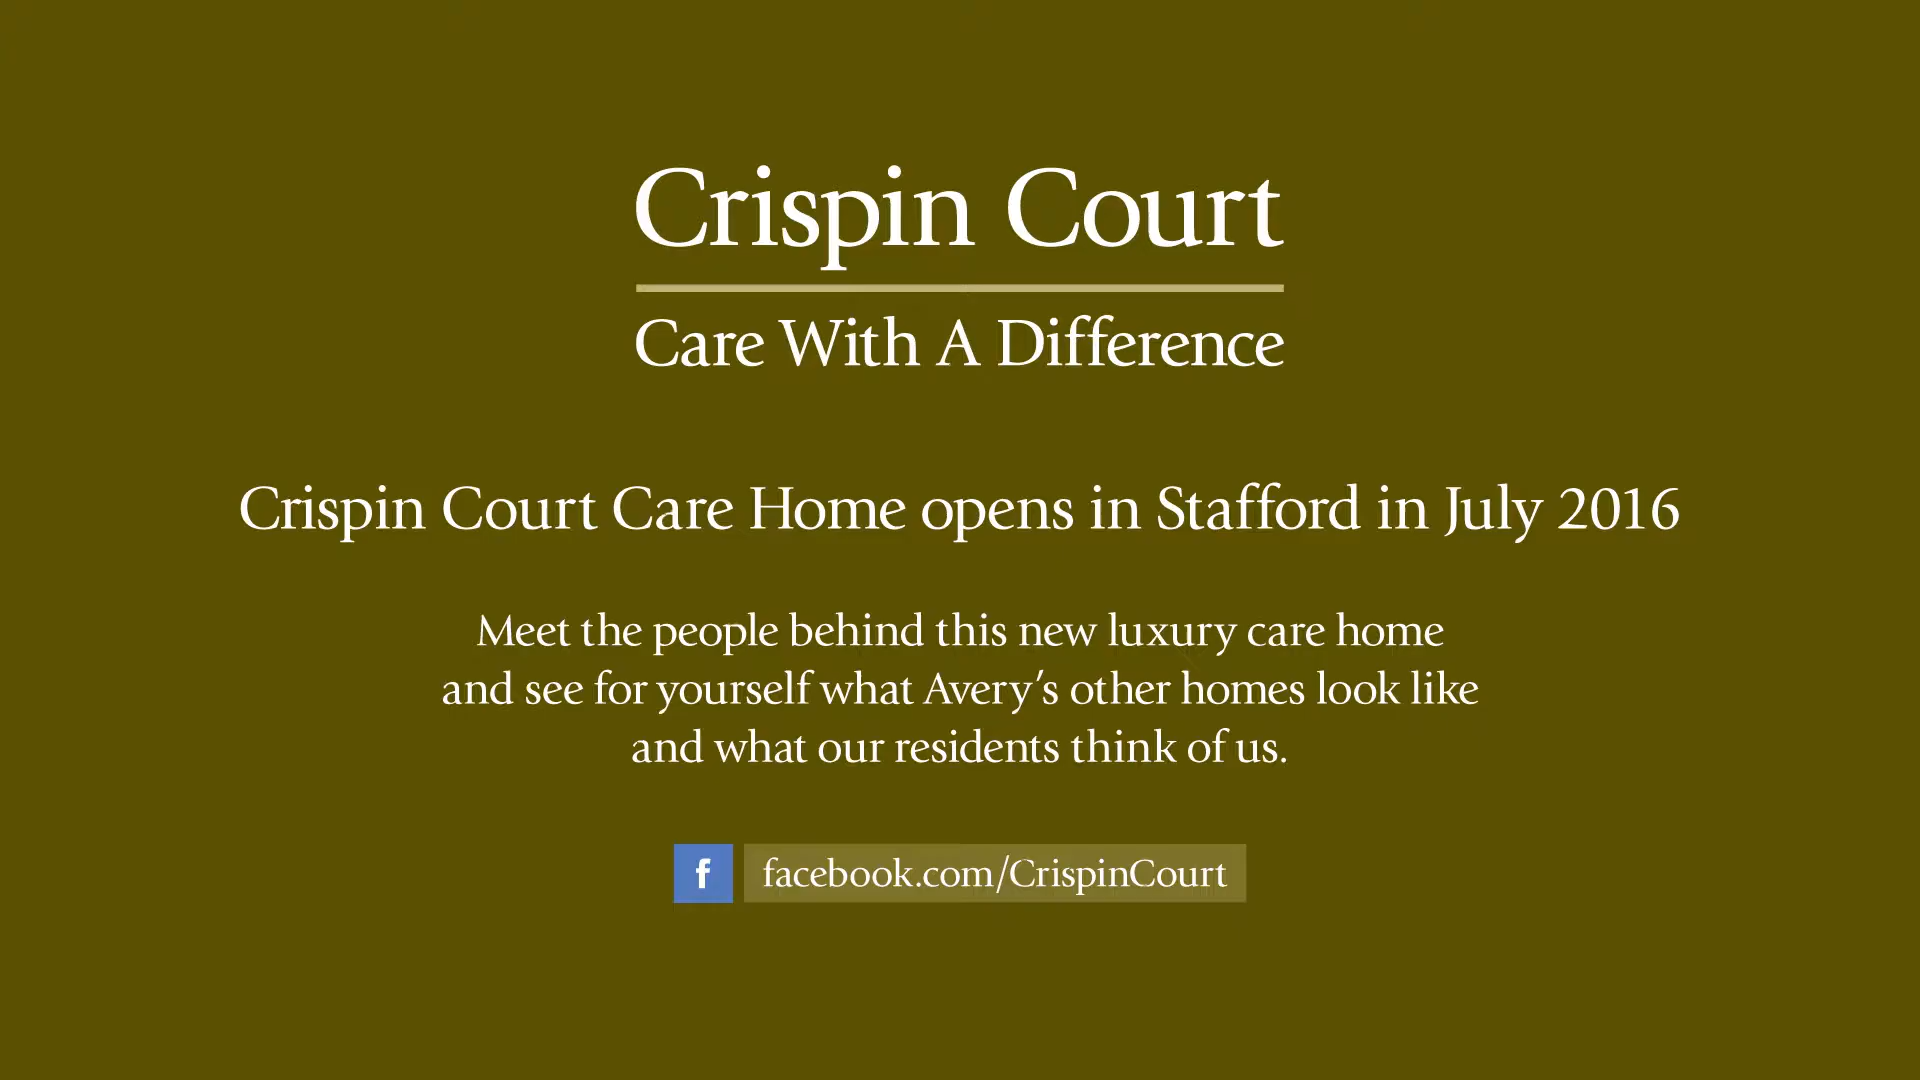 Crispin Court
Care With A Difference
Crispin Court Care Home opens in Stafford in July 2016
Meet the people behind this new luxury care home
and see for yourself what Avery’s other homes look like
and what our residents think of us.
f facebook.com/CrispinCourt